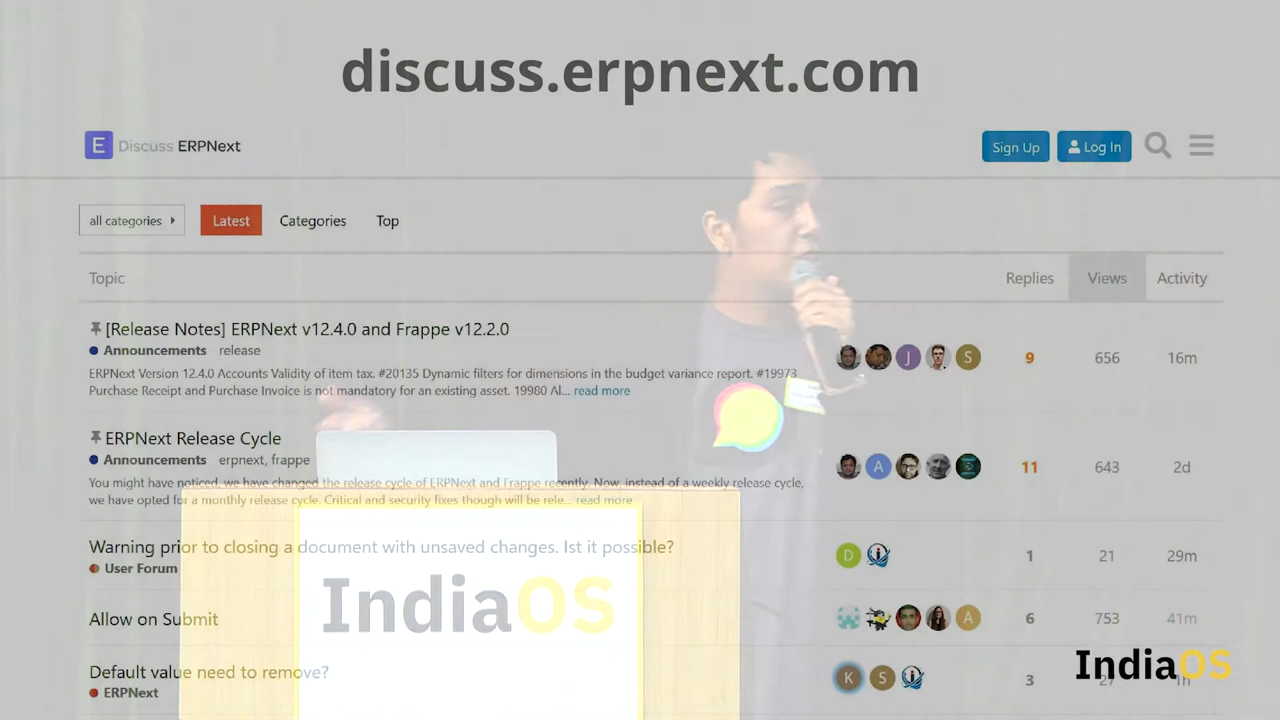 discuss.erpnext.com
E Discuss ERPNext
Sign Up Log In
all categories Latest Categories Top
Topic Replies Views Activity
[Release Notes] ERPNext v12.4.0 and Frappe v12.2.0
Announcements release
ERPNext Version 12.4.0 Accounts Validity of item tax. #20135 Dynamic filters for dimensions in the budget variance report. #19973
Purchase Receipt and Purchase Invoice is not mandatory for an existing asset. 19980 Al... read more
J S 9 656 16m
ERPNext Release Cycle
Announcements erpnext, frappe
You might have noticed, we have changed the release cycle of ERPNext and Frappe recently. Now, instead of a weekly release cycle,
we have opted for a monthly release cycle. Critical and security fixes though will be rele... read more
A 11 643 2d
Warning prior to closing a document with unsaved changes. Ist it possible?
User Forum
D 1 21 29m
Allow on Submit
A 6 753 41m
Default value need to remove?
ERPNext
K S 3 27 1h
IndiaOS
IndiaOS